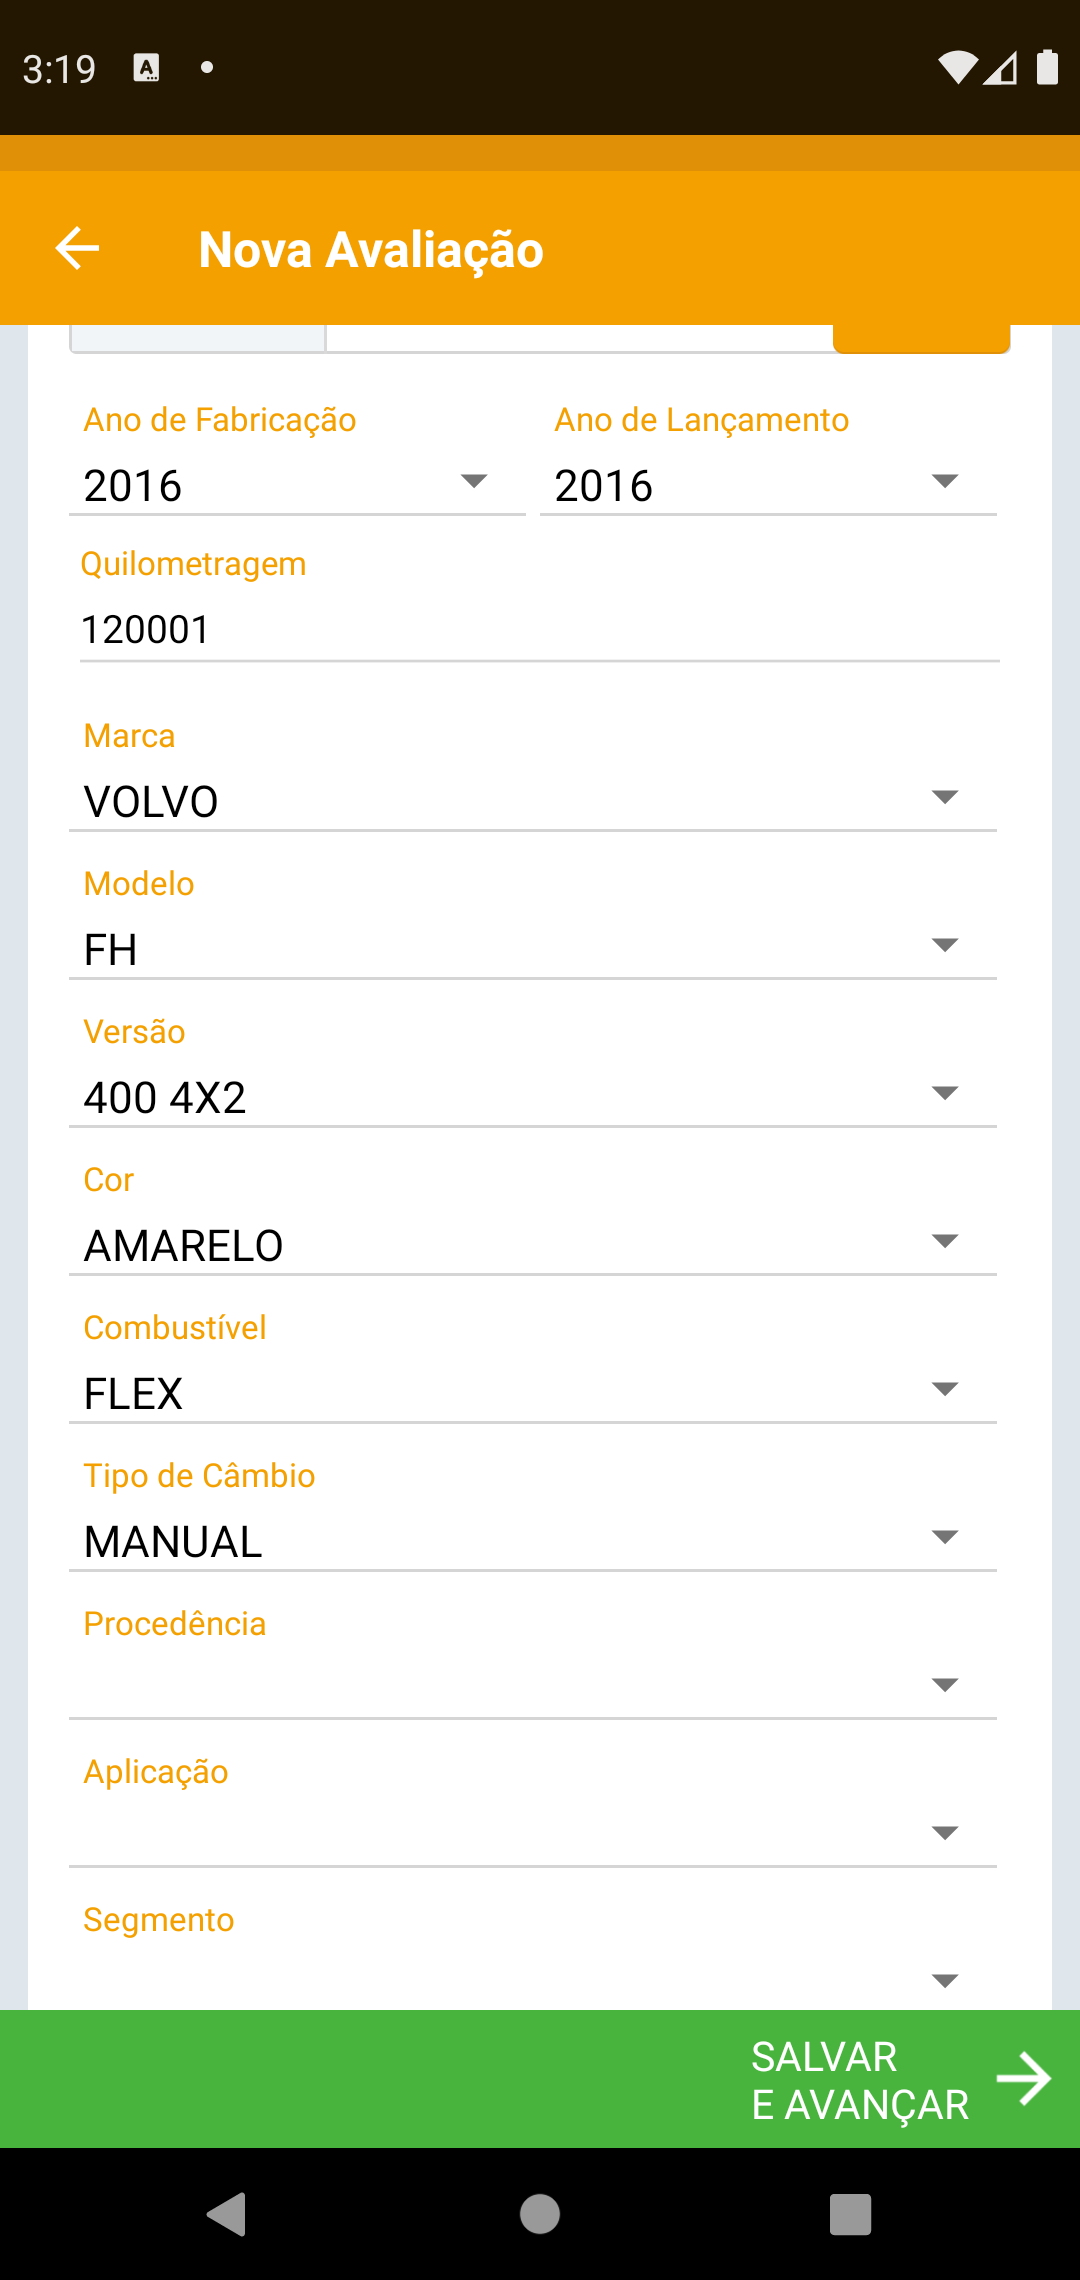 3:19
Nova Avaliação
Ano de Fabricação
Ano de Lançamento
2016
2016
Quilometragem
120001
Marca
VOLVO
Modelo
FH
Versão
400 4X2
Cor
AMARELO
Combustível
FLEX
Tipo de Câmbio
MANUAL
Procedência
Aplicação
Segmento
SALVAR
E AVANÇAR